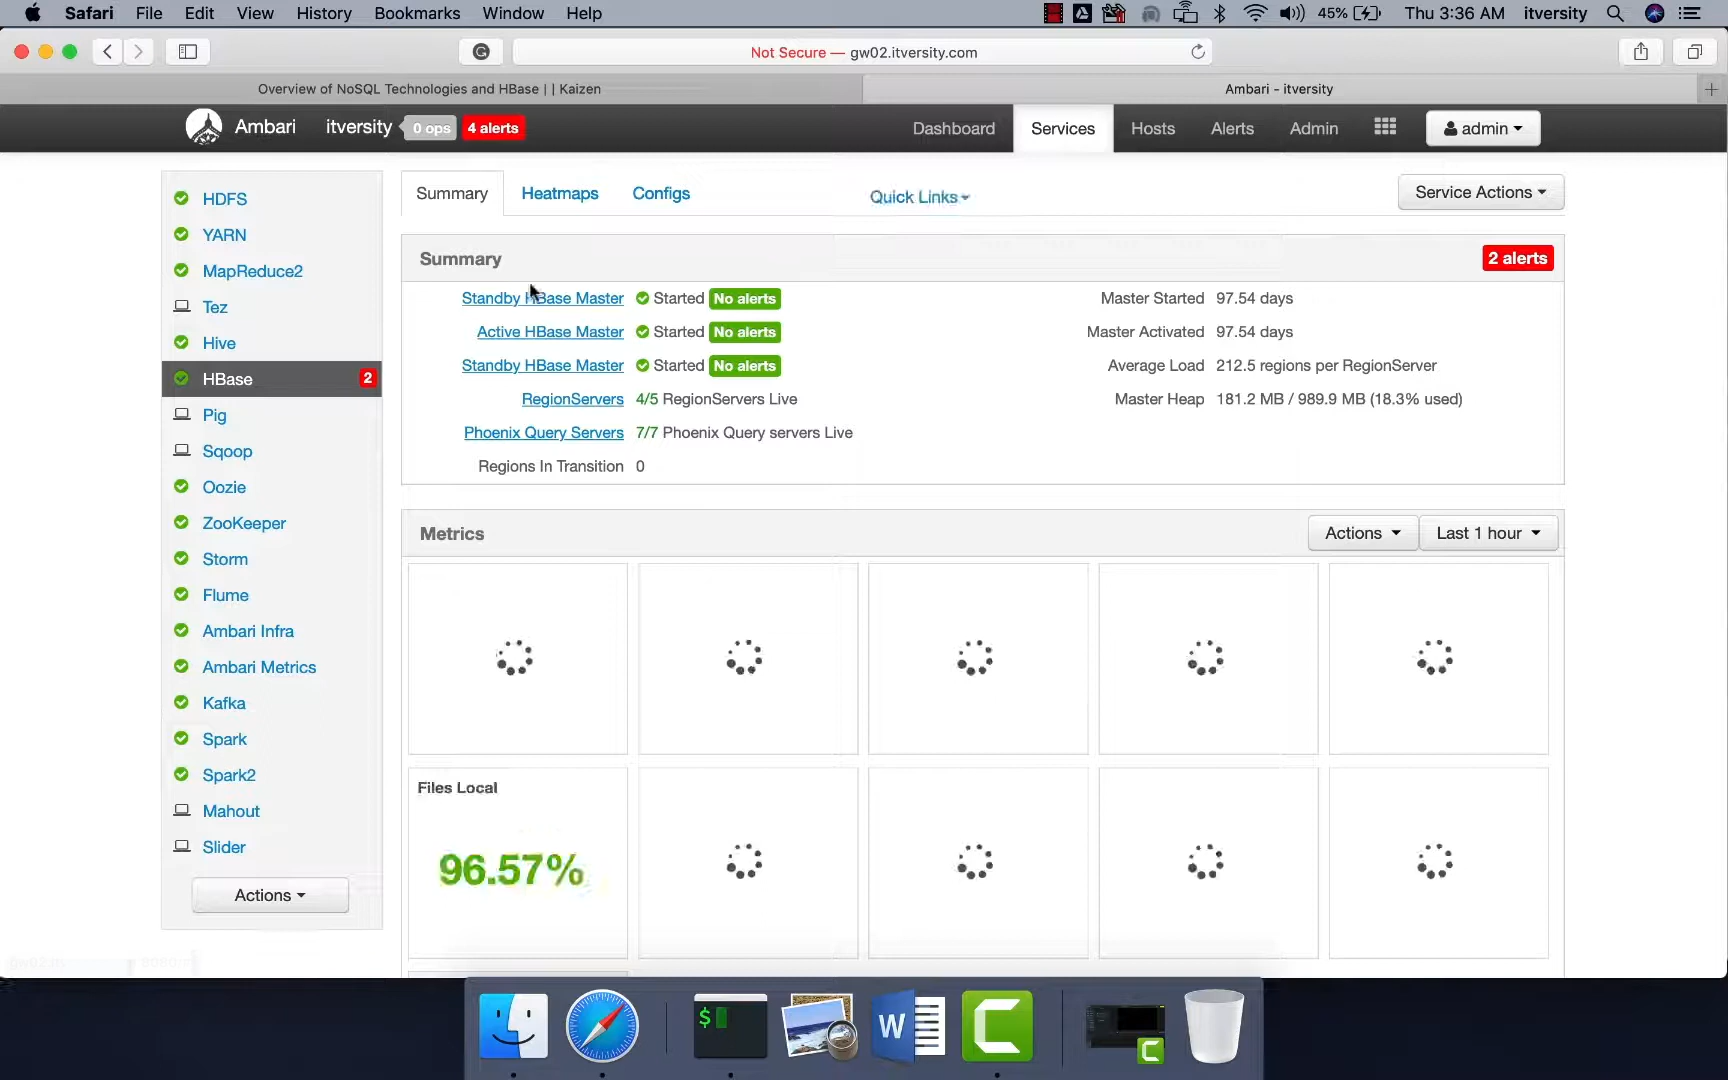 Safari File Edit View History Bookmarks Window Help 45% Thu 3:36 AM itversity
Not Secure — gw02.itversity.com
Overview of NoSQL Technologies and HBase | | Kaizen
Ambari - itversity
Ambari itversity 0 ops 4 alerts Dashboard Services Hosts Alerts Admin admin
HDFS
YARN
MapReduce2
Tez
Hive
HBase 2
Pig
Sqoop
Oozie
ZooKeeper
Storm
Flume
Ambari Infra
Ambari Metrics
Kafka
Spark
Spark2
Mahout
Slider
Actions
Summary Heatmaps Configs Quick Links Service Actions
Summary 2 alerts
Standby HBase Master Started No alerts
Active HBase Master Started No alerts
Standby HBase Master Started No alerts
RegionServers 4/5 RegionServers Live
Phoenix Query Servers 7/7 Phoenix Query servers Live
Regions In Transition 0
Master Started 97.54 days
Master Activated 97.54 days
Average Load 212.5 regions per RegionServer
Master Heap 181.2 MB / 989.9 MB (18.3% used)
Metrics Actions Last 1 hour
Files Local
96.57%